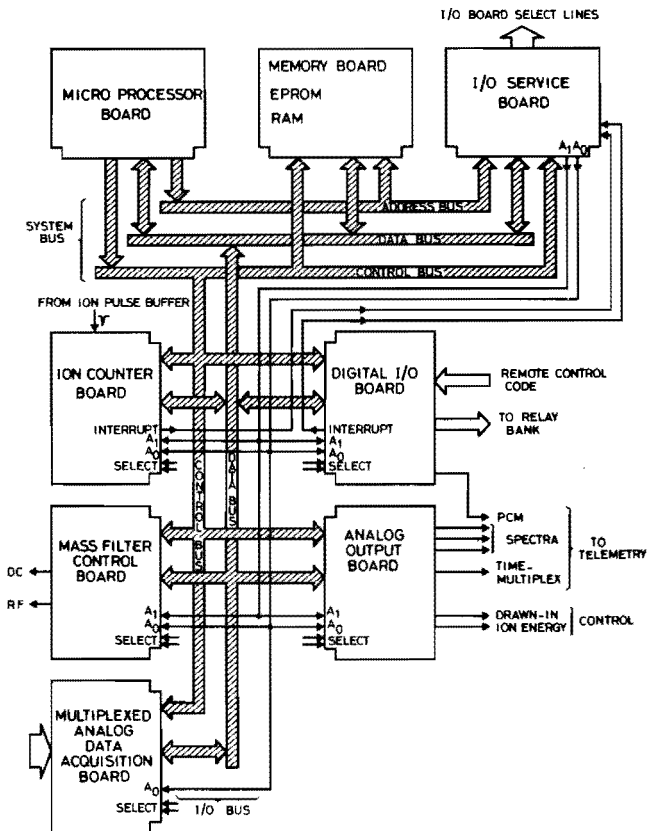 I/O BOARD SELECT LINES
MICRO PROCESSOR
BOARD
MEMORY BOARD
EPROM
RAM
I/O SERVICE
BOARD
A1 A0
SYSTEM
BUS
ADDRESS BUS
DATA BUS
CONTROL BUS
FROM ION PULSE BUFFER
ION COUNTER
BOARD
INTERRUPT
A1
A0
SELECT
DIGITAL I/O
BOARD
INTERRUPT
A1
A0
SELECT
REMOTE CONTROL
CODE
TO RELAY
BANK
CONTROL BUS
DATA BUS
MASS FILTER
CONTROL
BOARD
A1
A0
SELECT
DC
RF
ANALOG
OUTPUT
BOARD
A1
A0
SELECT
PCM
SPECTRA
TIME-
MULTIPLEX
TO
TELEMETRY
DRAWN-IN
ION ENERGY
CONTROL
MULTIPLEXED
ANALOG
DATA
ACQUISITION
BOARD
A0
SELECT
I/O BUS